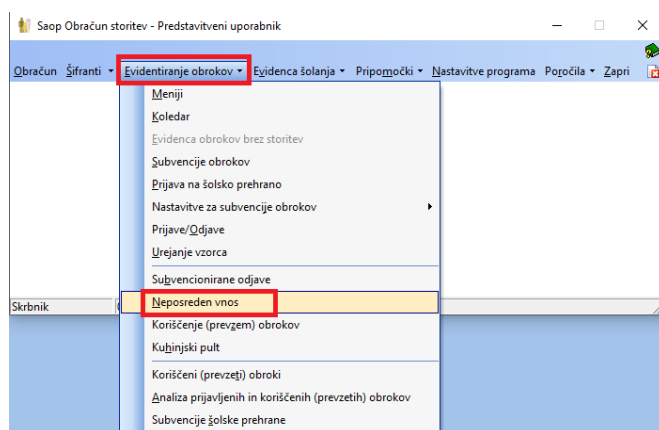 Saop Obračun storitev - Predstavitveni uporabnik
Obračun Šifranti Evidentiranje obrokov Evidenca šolanja Pripomočki Nastavitve programa Poročila Zapri
Meniji
Koledar
Evidenca obrokov brez storitev
Subvencije obrokov
Prijava na šolsko prehrano
Nastavitve za subvencije obrokov
Prijave/Odjave
Urejanje vzorca
Subvencionirane odjave
Neposreden vnos
Skrbnik
Koriščenje (prevzem) obrokov
Kuhinjski pult
Koriščeni (prevzeti) obroki
Analiza prijavljenih in koriščenih (prevzetih) obrokov
Subvencije šolske prehrane